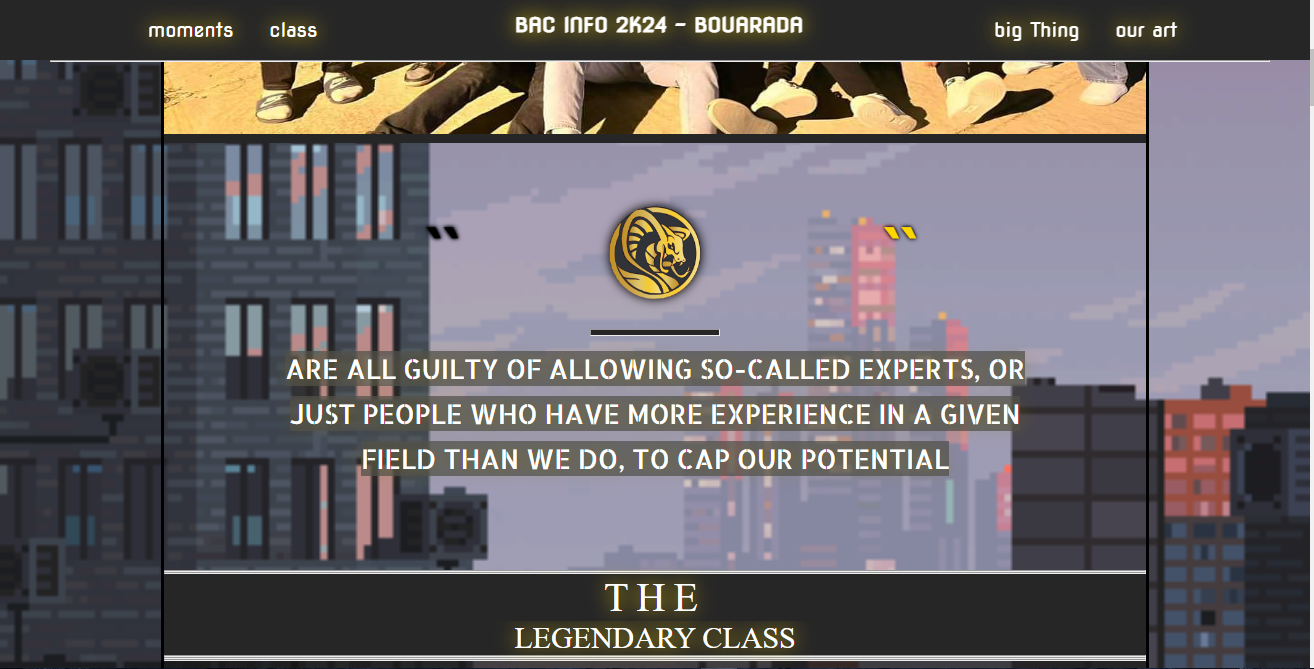 moments class BAC INFO 2K24 - BOUARADA big Thing our art
ARE ALL GUILTY OF ALLOWING SO-CALLED EXPERTS, OR
JUST PEOPLE WHO HAVE MORE EXPERIENCE IN A GIVEN
FIELD THAN WE DO, TO CAP OUR POTENTIAL
THE
LEGENDARY CLASS